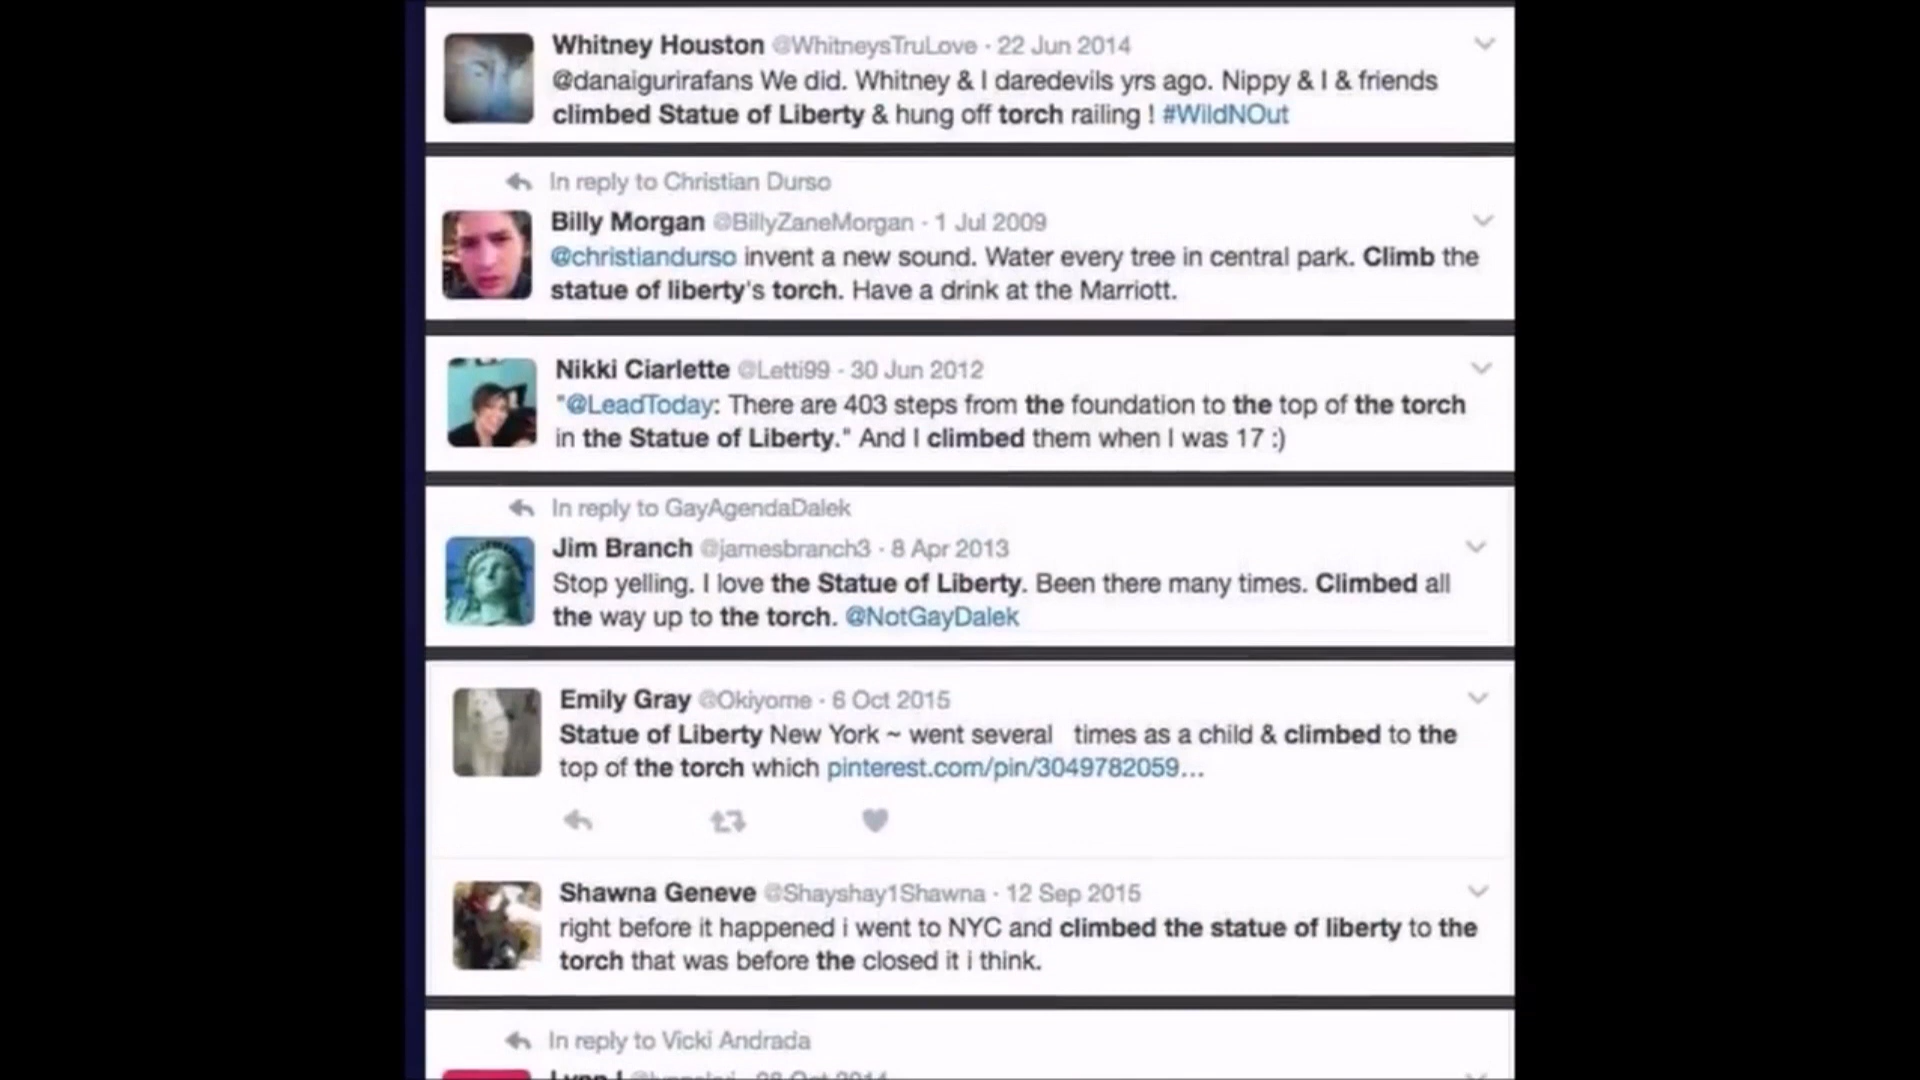 Whitney Houston @WhitneysTruLove · 22 Jun 2014
@danaigurirafans We did. Whitney & I daredevils yrs ago. Nippy & I & friends
climbed Statue of Liberty & hung off torch railing ! #WildNOut
In reply to Christian Durso
Billy Morgan @BillyZaneMorgan · 1 Jul 2009
@christiandurso invent a new sound. Water every tree in central park. Climb the
statue of liberty's torch. Have a drink at the Marriott.
Nikki Ciarlette @Letti99 · 30 Jun 2012
"@LeadToday: There are 403 steps from the foundation to the top of the torch
in the Statue of Liberty." And I climbed them when I was 17 :)
In reply to GayAgendaDalek
Jim Branch @jamesbranch3 · 8 Apr 2013
Stop yelling. I love the Statue of Liberty. Been there many times. Climbed all
the way up to the torch. @NotGayDalek
Emily Gray @Okiyome · 6 Oct 2015
Statue of Liberty New York ~ went several times as a child & climbed to the
top of the torch which pinterest.com/pin/3049782059...
Shawna Geneve @Shayshay1Shawna · 12 Sep 2015
right before it happened i went to NYC and climbed the statue of liberty to the
torch that was before the closed it i think.
In reply to Vicki Andrada